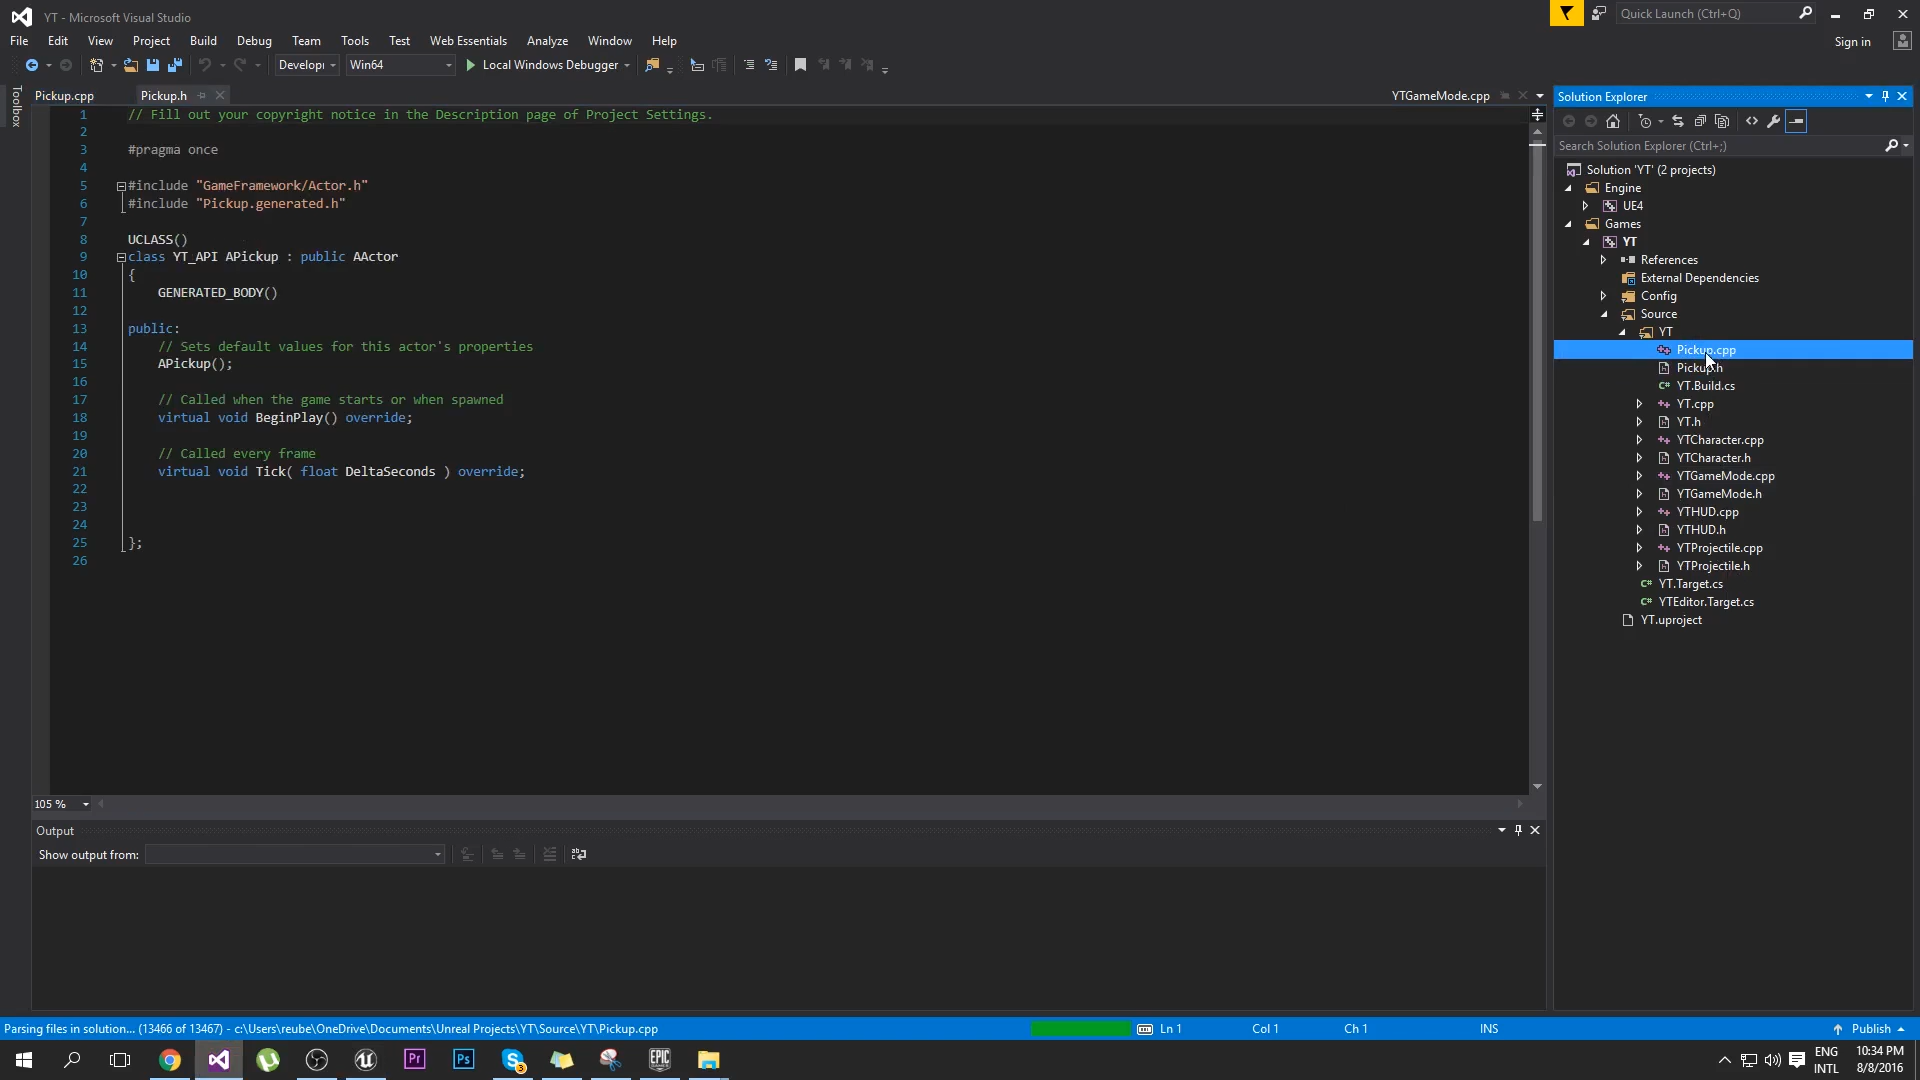 YT - Microsoft Visual Studio
Quick Launch (Ctrl+Q)
File Edit View Project Build Debug Team Tools Test Web Essentials Analyze Window Help
Sign in
Developi Win64 Local Windows Debugger
Toolbox
Pickup.cpp Pickup.h YTGameMode.cpp
1 // Fill out your copyright notice in the Description page of Project Settings.
2
3 #pragma once
4
5 #include "GameFramework/Actor.h"
6 #include "Pickup.generated.h"
7
8 UCLASS()
9 class YT_API APickup : public AActor
10 {
11 GENERATED_BODY()
12
13 public:
14 // Sets default values for this actor's properties
15 APickup();
16
17 // Called when the game starts or when spawned
18 virtual void BeginPlay() override;
19
20 // Called every frame
21 virtual void Tick( float DeltaSeconds ) override;
22
23
24
25 };
26
105 %
Output
Show output from:
Solution Explorer
Search Solution Explorer (Ctrl+;)
Solution 'YT' (2 projects)
Engine
UE4
Games
YT
References
External Dependencies
Config
Source
YT
Pickup.cpp
Pickup.h
YT.Build.cs
YT.cpp
YT.h
YTCharacter.cpp
YTCharacter.h
YTGameMode.cpp
YTGameMode.h
YTHUD.cpp
YTHUD.h
YTProjectile.cpp
YTProjectile.h
YT.Target.cs
YTEditor.Target.cs
YT.uproject
Parsing files in solution... (13466 of 13467) - c:\Users\reube\OneDrive\Documents\Unreal Projects\YT\Source\YT\Pickup.cpp
Ln 1 Col 1 Ch 1 INS Publish
Pr Ps 3 EPIC GAMES
ENG
INTL
10:34 PM
8/8/2016